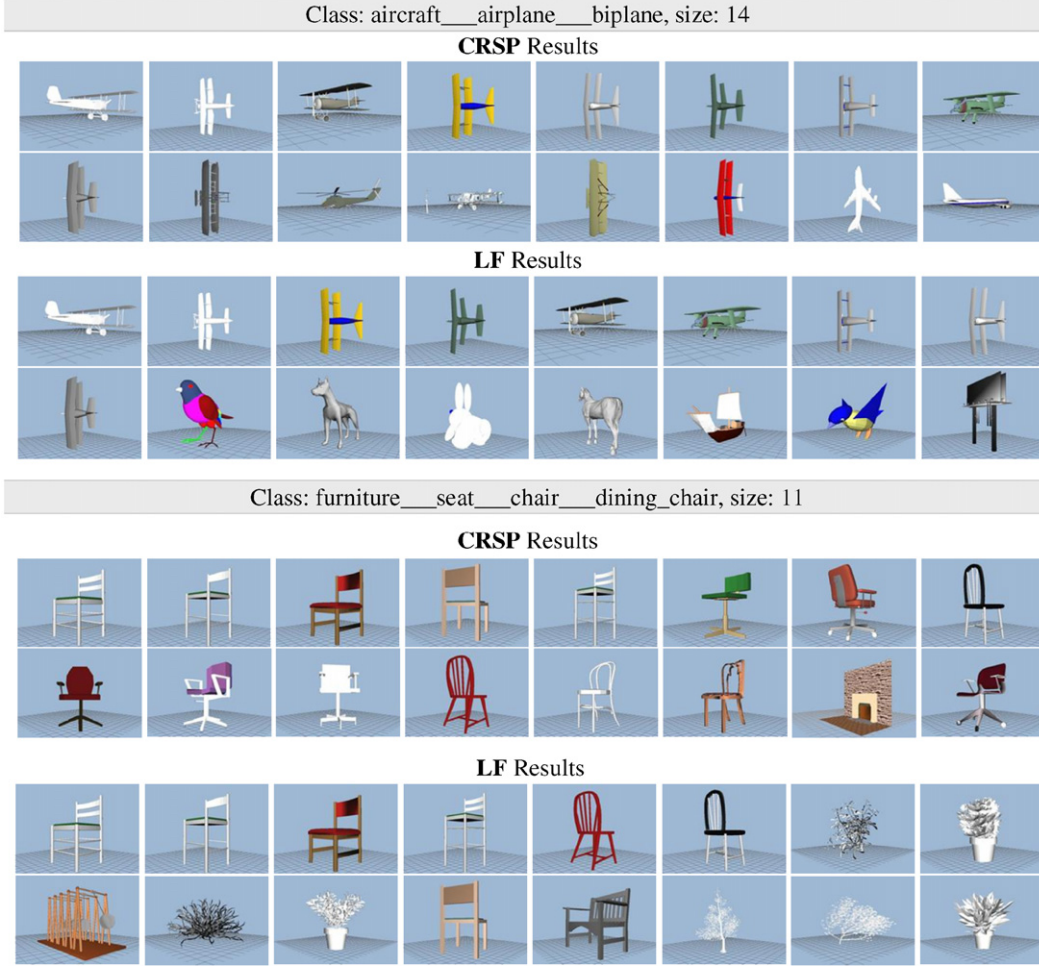 Class: aircraft___airplane___biplane, size: 14
CRSP Results
LF Results
Class: furniture___seat___chair___dining_chair, size: 11
CRSP Results
LF Results